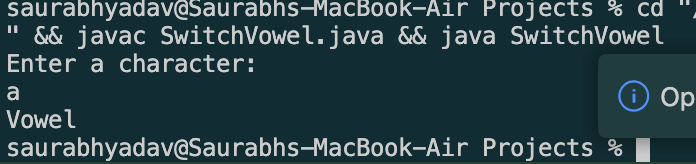 saurabhyadav@Saurabhs-MacBook-Air Projects % cd "/
" && javac SwitchVowel.java && java SwitchVowel
Enter a character:
a
Vowel
saurabhyadav@Saurabhs-MacBook-Air Projects %